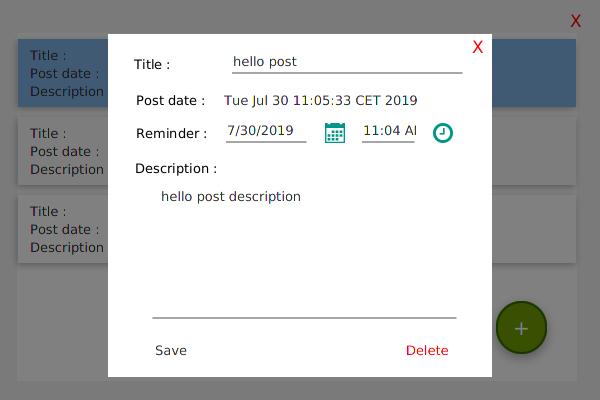 X
Title :
Post date :
Description
Title :
Post date :
Description
Title :
Post date :
Description
+
X
Title : hello post
Post date : Tue Jul 30 11:05:33 CET 2019
Reminder : 7/30/2019 11:04 AI
Description :
hello post description
Save Delete